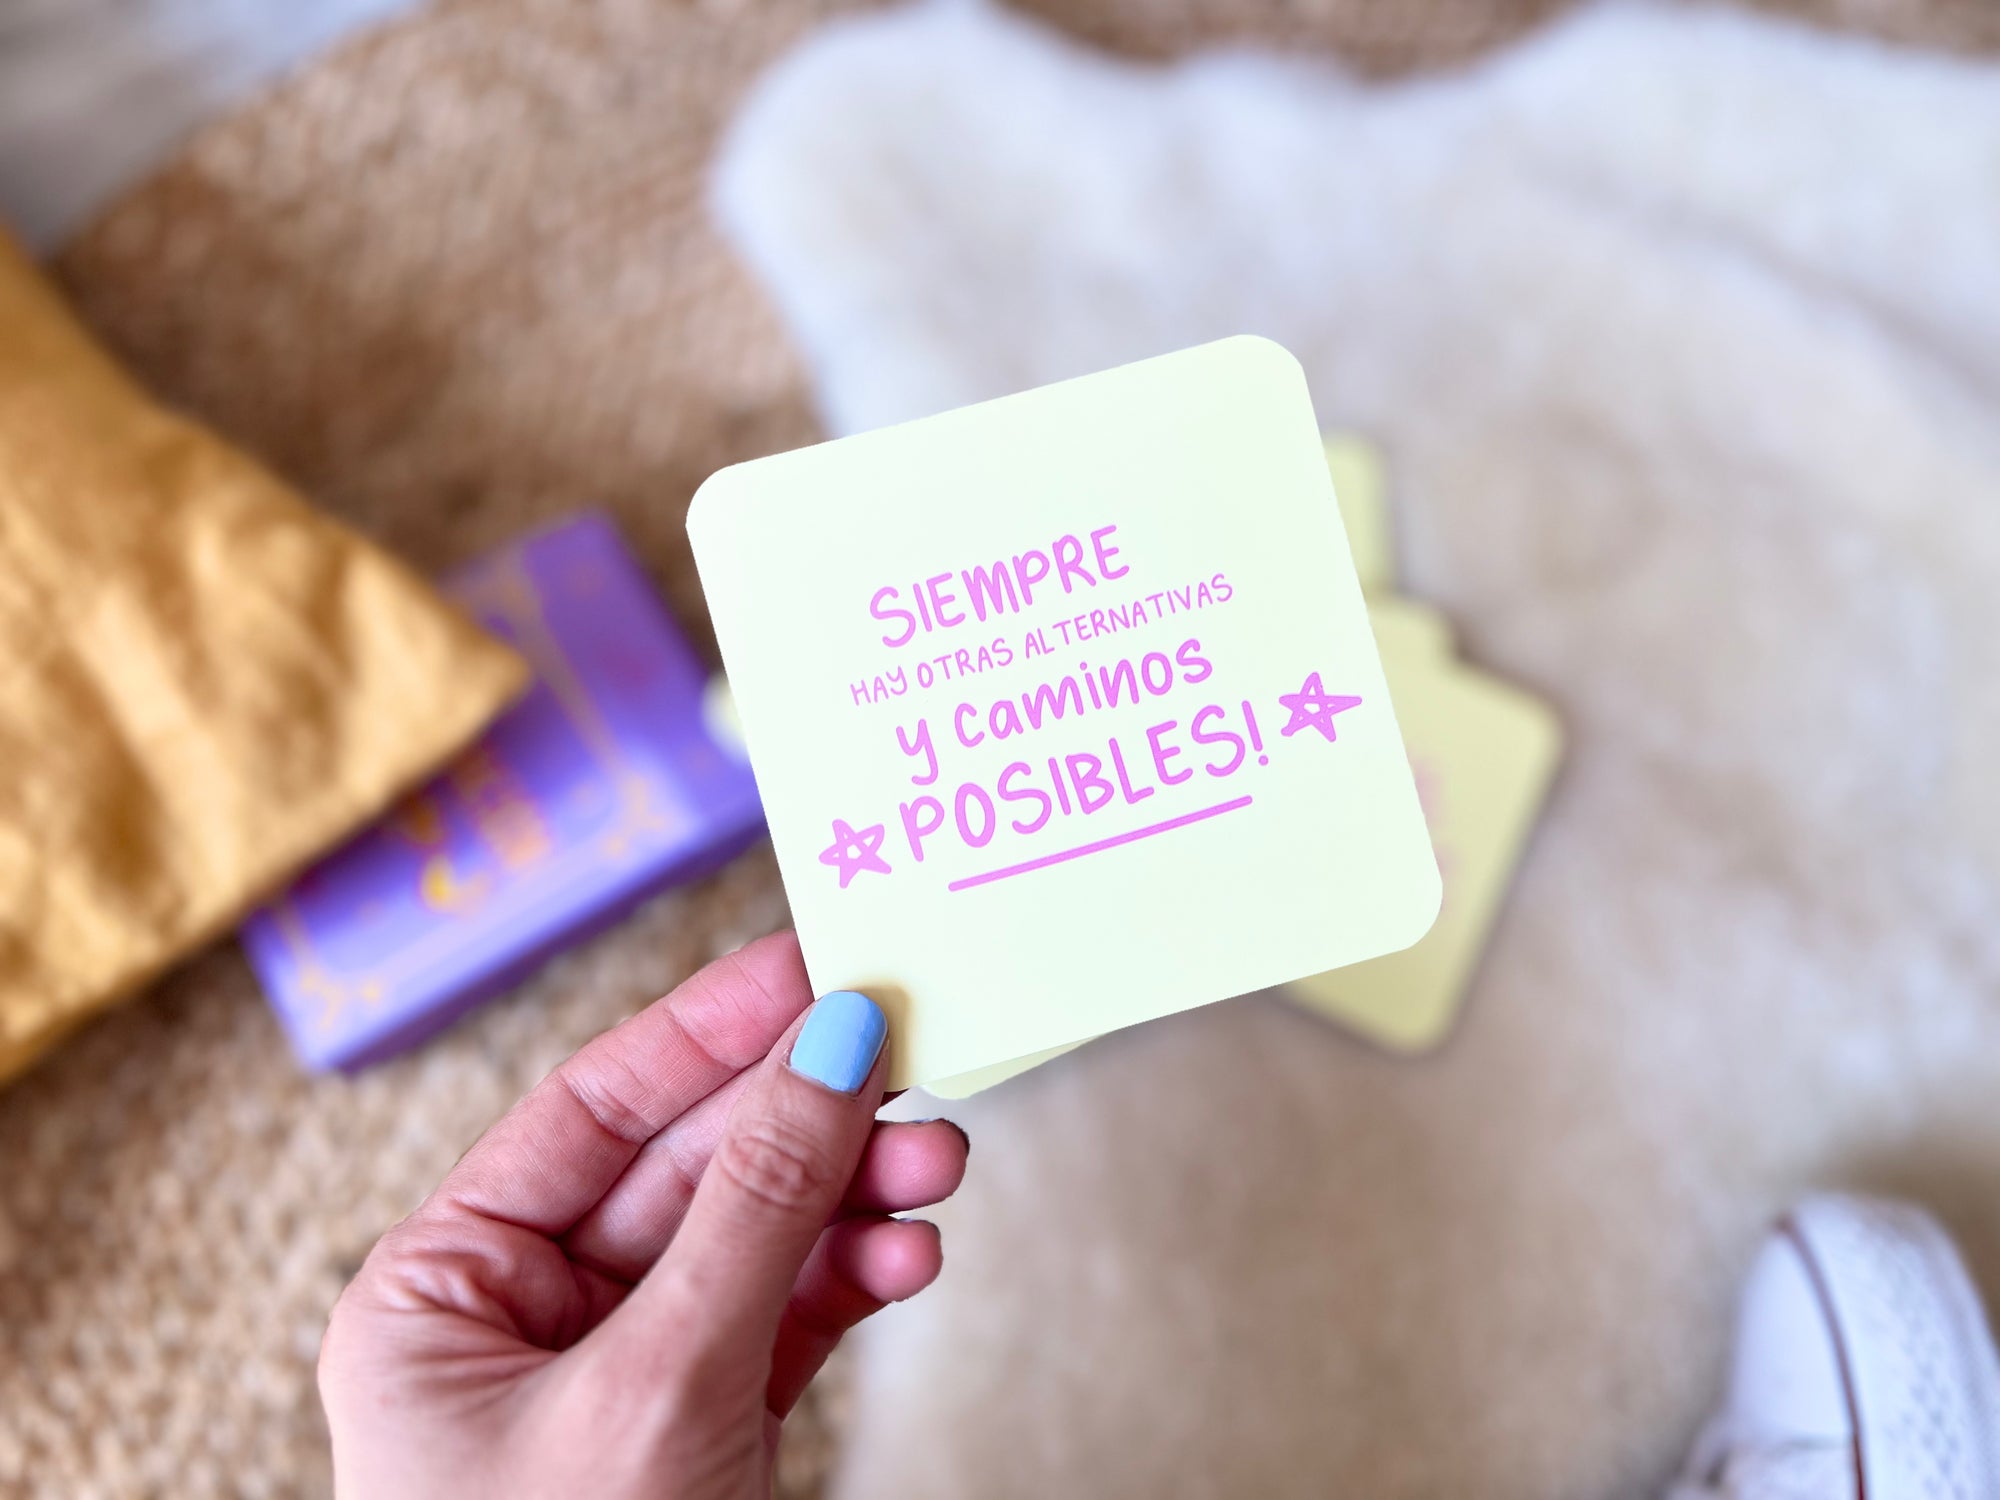 SIEMPRE
HAY OTRAS ALTERNATIVAS
y caminos
POSIBLES!